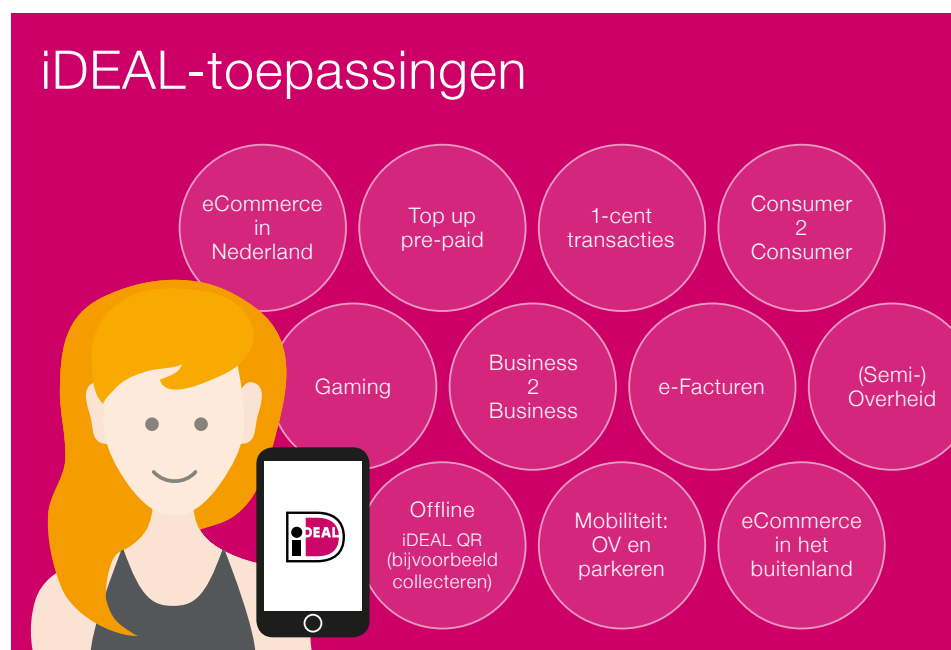 iDEAL-toepassingen
eCommerce
in
Nederland
Top up
pre-paid
1-cent
transacties
Consumer
2
Consumer
Gaming
Business
2
Business
e-Facturen
(Semi-)
Overheid
Offline
iDEAL QR
(bijvoorbeeld
collecteren)
Mobiliteit:
OV en
parkeren
eCommerce
in het
buitenland
iDEAL